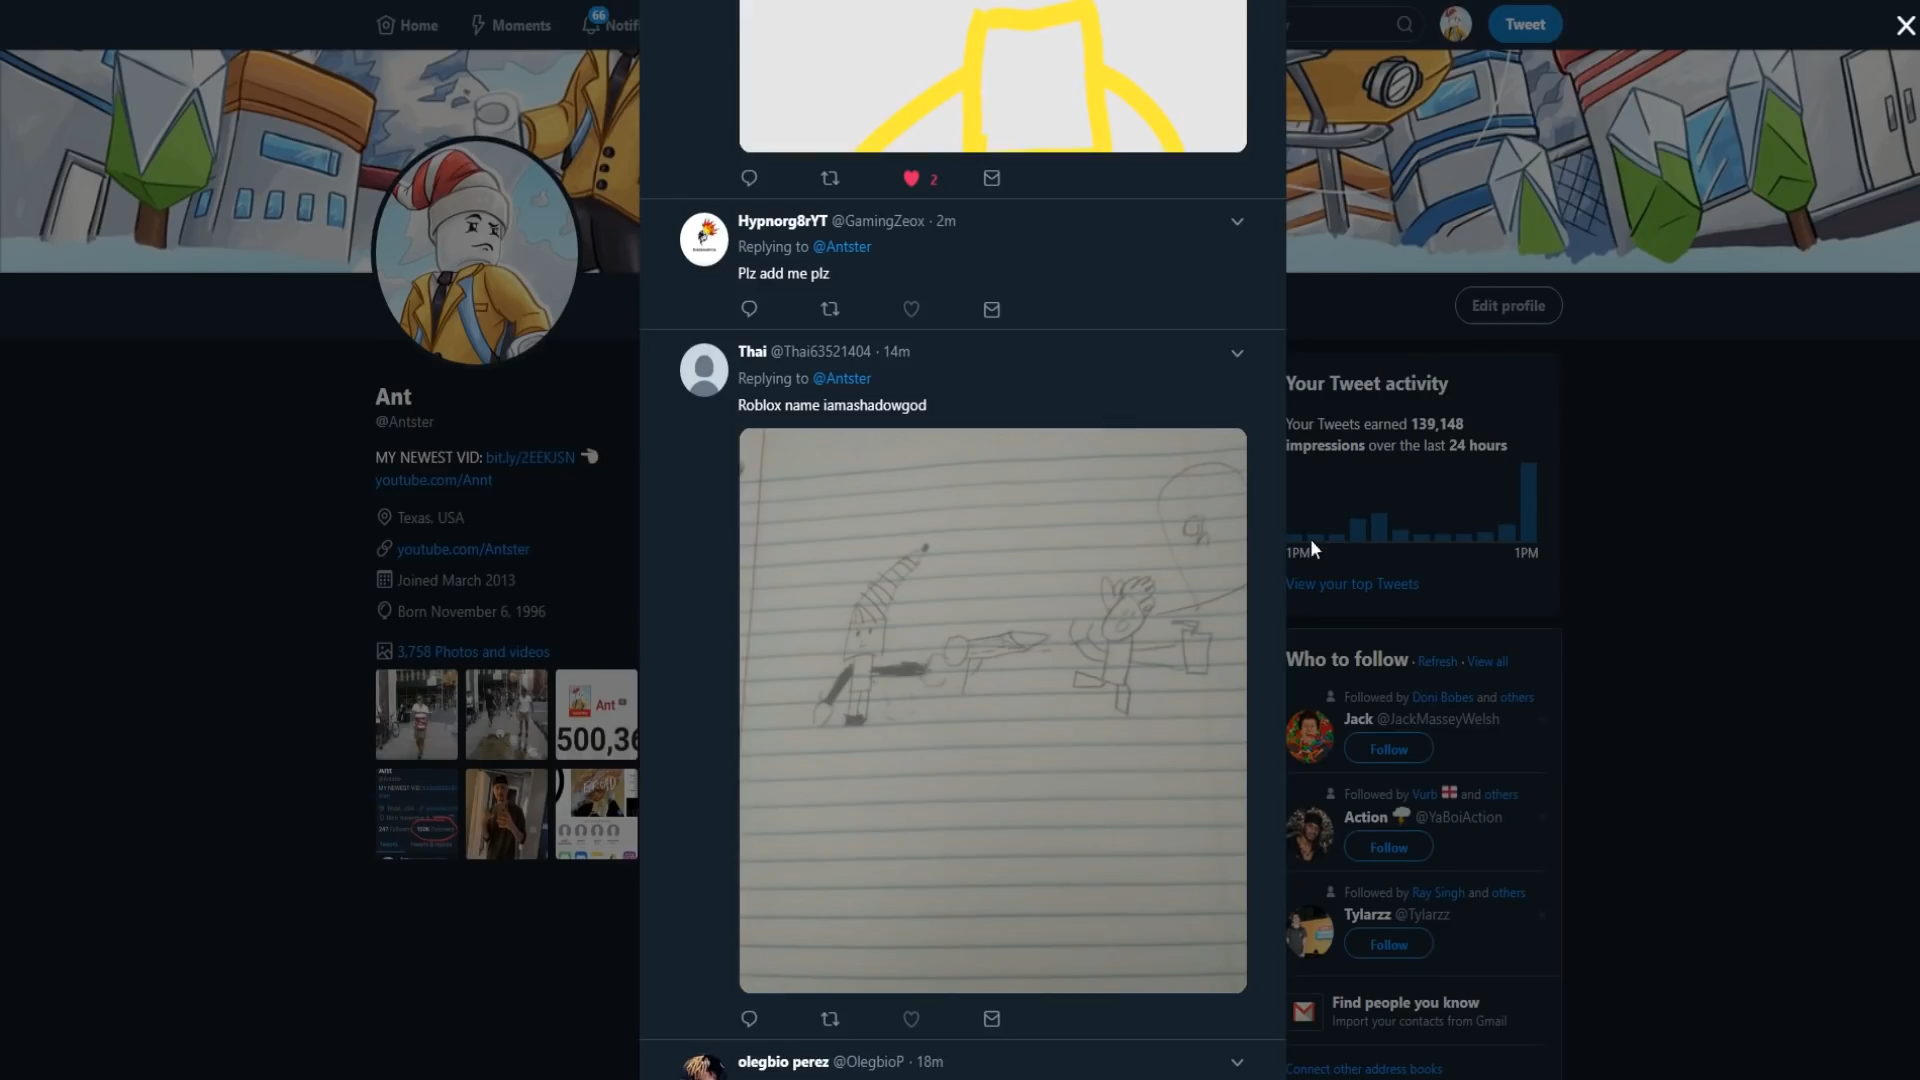 Home
Moments
66
Notifi
Tweet
Hypnorg8rYT @GamingZeox · 2m
Replying to @Antster
Plz add me plz
2
Thai @Thai63521404 · 14m
Replying to @Antster
Roblox name iamashadowgod
olegbio perez @OlegbioP · 18m
Ant
@Antster
MY NEWEST VID: bit.ly/2EEKJSN
youtube.com/Annt
Texas, USA
youtube.com/Antster
Joined March 2013
Born November 6, 1996
3,758 Photos and videos
Ant
500,36
Edit profile
Your Tweet activity
Your Tweets earned 139,148
impressions over the last 24 hours
1PM
1PM
View your top Tweets
Who to follow · Refresh · View all
Followed by Doni Bobes and others
Jack @JackMasseyWelsh
Follow
Followed by Vurb and others
Action @YaBoiAction
Follow
Followed by Ray Singh and others
Tylarzz @Tylarzz
Follow
Find people you know
Import your contacts from Gmail
Connect other address books